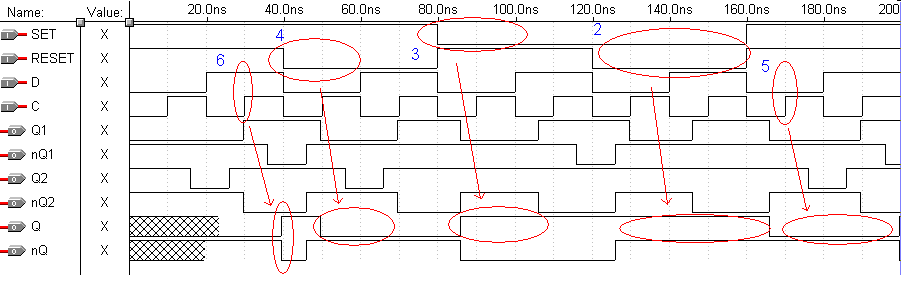 Name: Value: 20.0ns 40.0ns 60.0ns 80.0ns 100.0ns 120.0ns 140.0ns 160.0ns 180.0ns 200
SET X 4 2
RESET X 6 3 5
D X
C X
Q1 X
nQ1 X
Q2 X
nQ2 X
Q X
nQ X